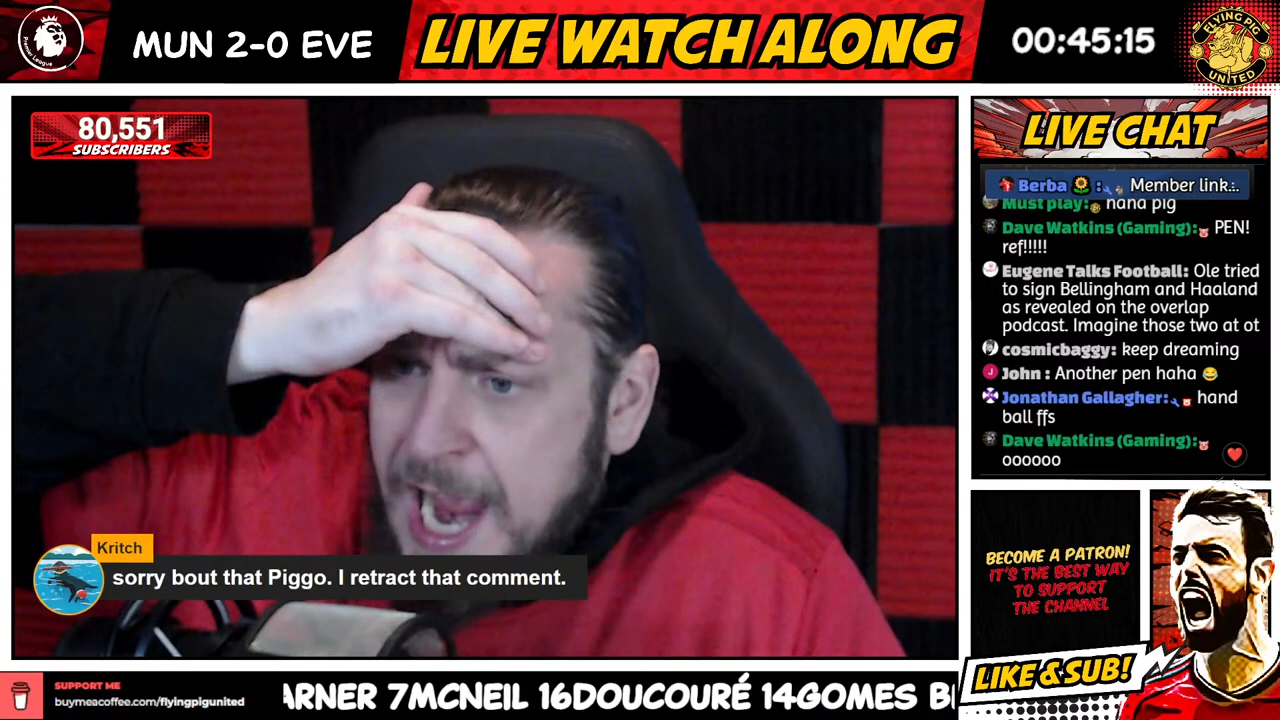 Premier League
MUN 2-0 EVE
LIVE WATCH ALONG
00:45:15
FLYING PIG
UNITED
80,551
SUBSCRIBERS
LIVE CHAT
Berba : Member link...
Must play: haha pig
Dave Watkins (Gaming): PEN!
ref!!!!!
Eugene Talks Football: Ole tried
to sign Bellingham and Haaland
as revealed on the overlap
podcast. Imagine those two at ot
cosmicbaggy: keep dreaming
John : Another pen haha 😂
Jonathan Gallagher: hand
ball ffs
Dave Watkins (Gaming):
oooooo
Kritch
sorry bout that Piggo. I retract that comment.
BECOME A PATRON!
IT'S THE BEST WAY
TO SUPPORT
THE CHANNEL
LIKE & SUB!
SUPPORT ME
buymeacoffee.com/flyingpigunited
ARNER 7MCNEIL 16DOUCOURÉ 14GOMES B